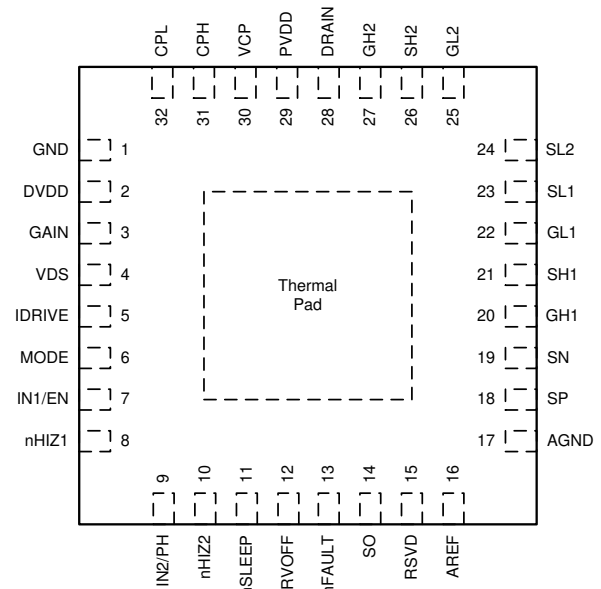 CPL
CPH
VCP
PVDD
DRAIN
GH2
SH2
GL2
32
31
30
29
28
27
26
25
GND 1
DVDD 2
GAIN 3
VDS 4
IDRIVE 5
MODE 6
IN1/EN 7
nHIZ1 8
Thermal
Pad
24 SL2
23 SL1
22 GL1
21 SH1
20 GH1
19 SN
18 SP
17 AGND
9
10
11
12
13
14
15
16
IN2/PH
nHIZ2
nSLEEP
RVOFF
nFAULT
SO
RSVD
AREF